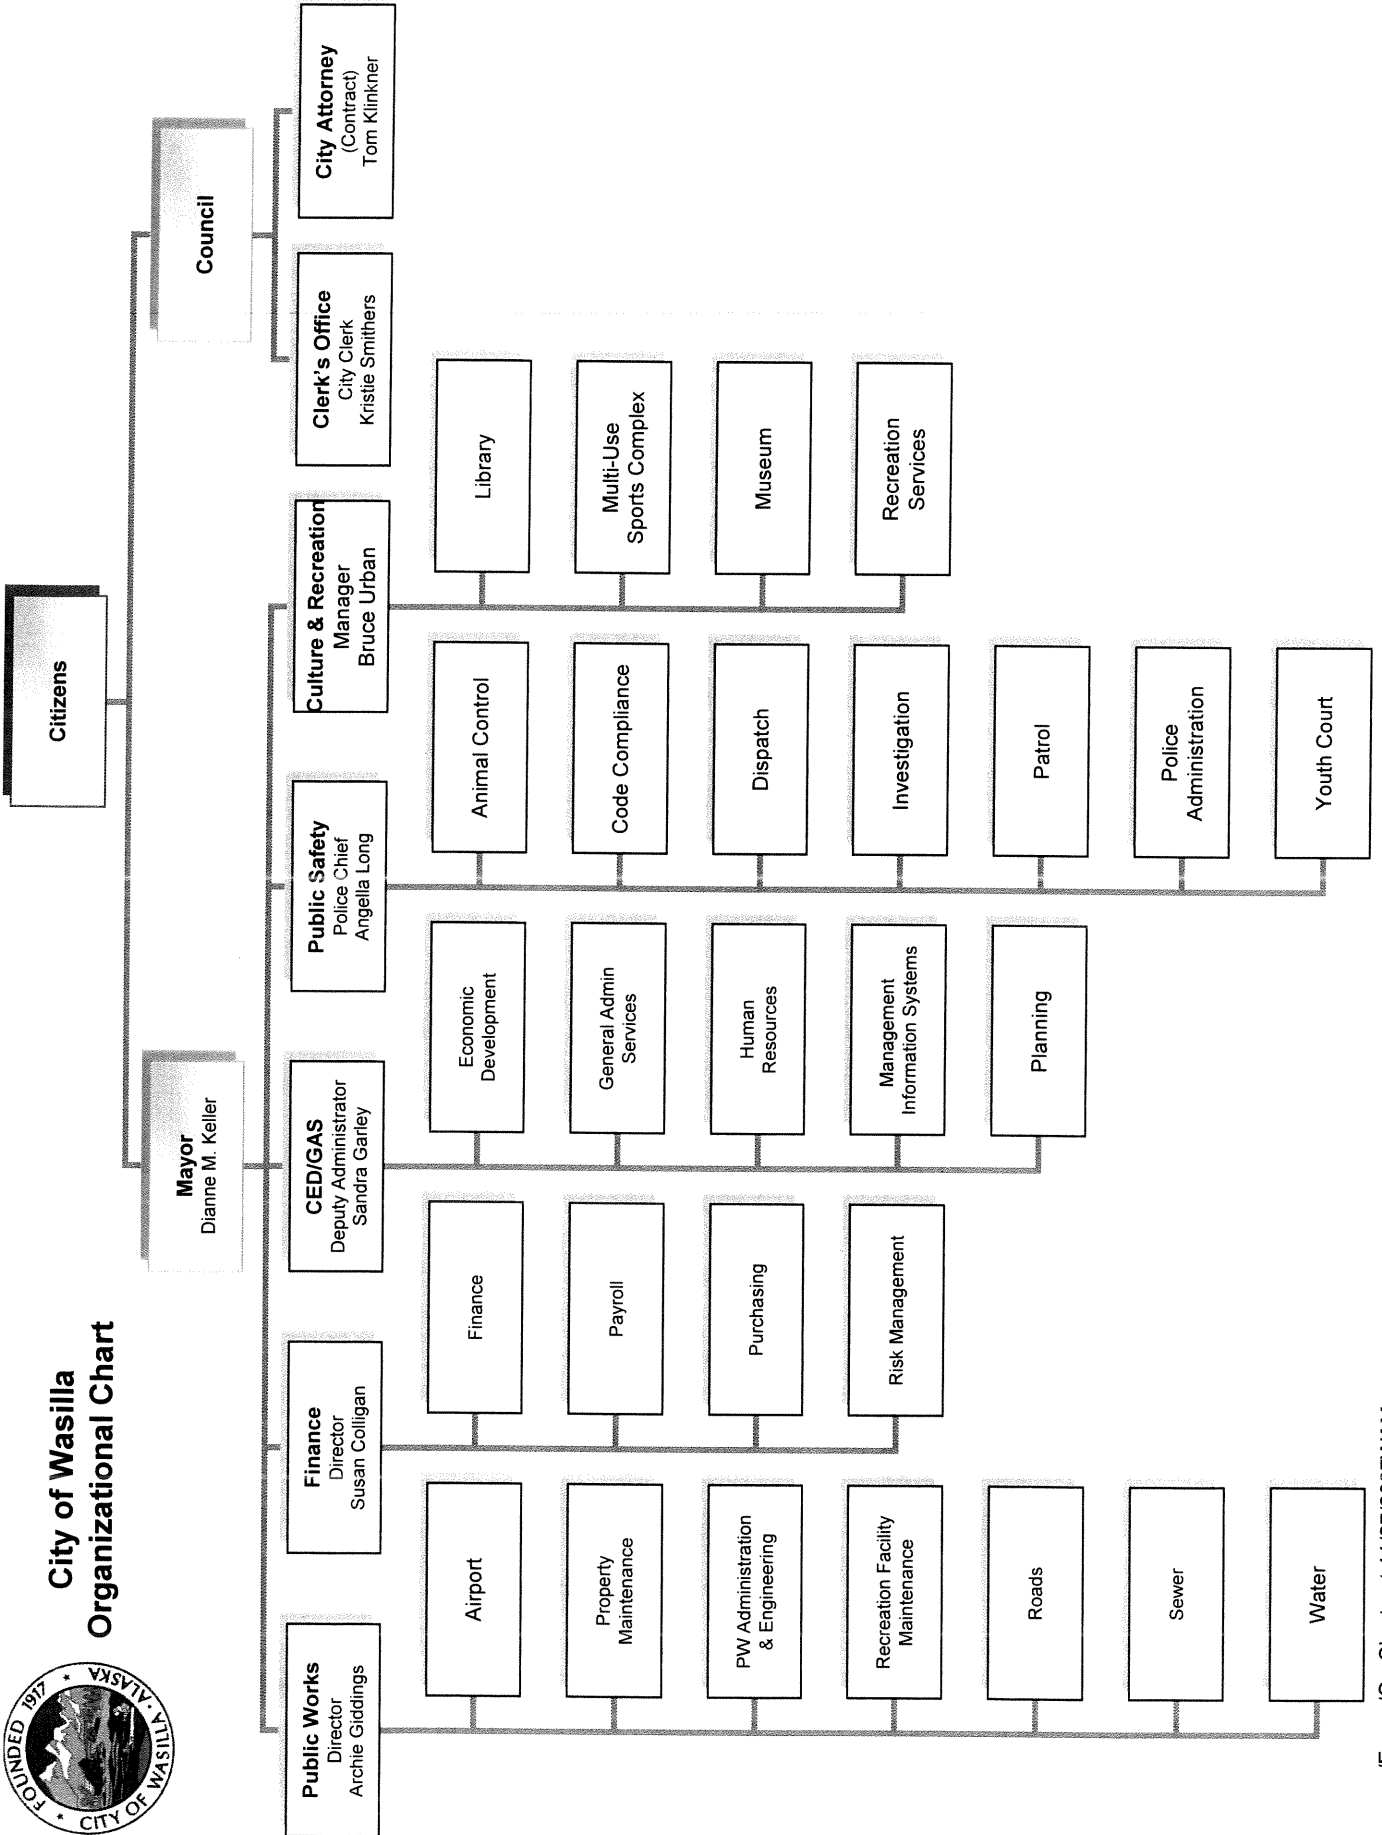 FOUNDED 1917
CITY OF WASILLA, ALASKA
City of Wasilla
Organizational Chart
Citizens
Mayor
Dianne M. Keller
Council
Public Works
Director
Archie Giddings
Finance
Director
Susan Colligan
CED/GAS
Deputy Administrator
Sandra Garley
Public Safety
Police Chief
Angella Long
Culture & Recreation
Manager
Bruce Urban
Clerk's Office
City Clerk
Kristie Smithers
City Attorney
(Contract)
Tom Klinkner
Airport
Property
Maintenance
PW Administration
& Engineering
Recreation Facility
Maintenance
Roads
Sewer
Water
Finance
Payroll
Purchasing
Risk Management
Economic
Development
General Admin
Services
Human
Resources
Management
Information Systems
Planning
Animal Control
Code Compliance
Dispatch
Investigation
Patrol
Police
Administration
Youth Court
Library
Multi-Use
Sports Complex
Museum
Recreation
Services